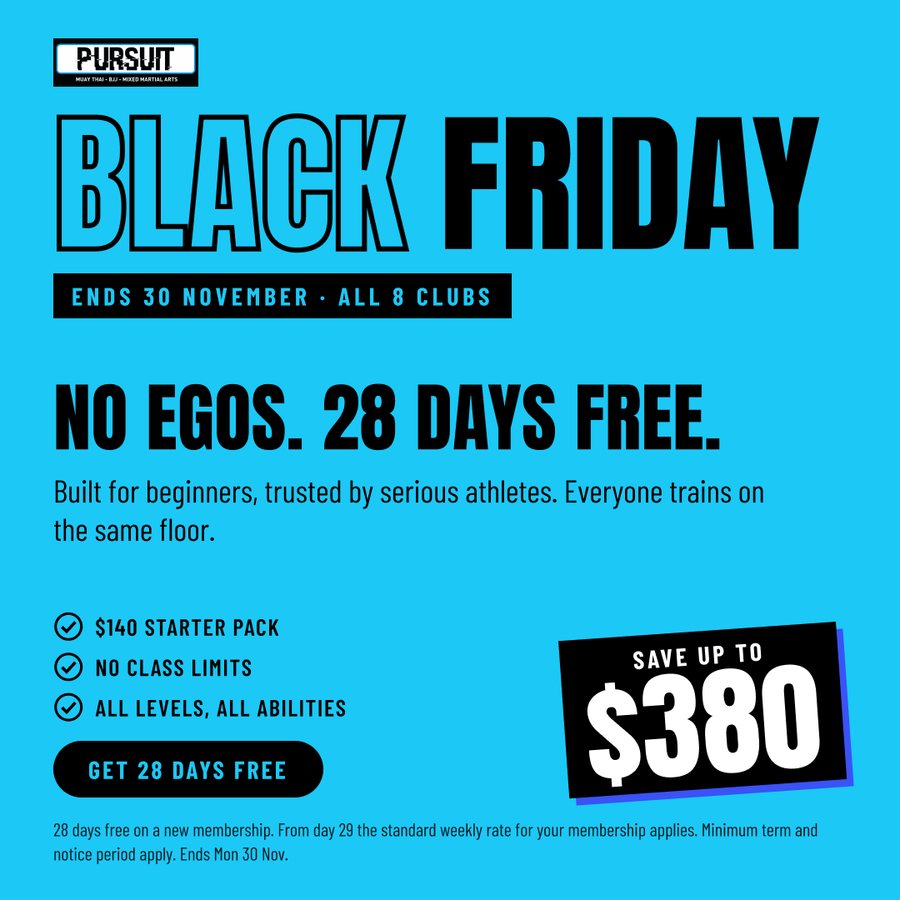 PURSUIT
MUAY THAI • BJJ • MIXED MARTIAL ARTS
BLACK FRIDAY
ENDS 30 NOVEMBER · ALL 8 CLUBS
NO EGOS. 28 DAYS FREE.
Built for beginners, trusted by serious athletes. Everyone trains on
the same floor.
$140 STARTER PACK
NO CLASS LIMITS
ALL LEVELS, ALL ABILITIES
GET 28 DAYS FREE
SAVE UP TO
$380
28 days free on a new membership. From day 29 the standard weekly rate for your membership applies. Minimum term and
notice period apply. Ends Mon 30 Nov.